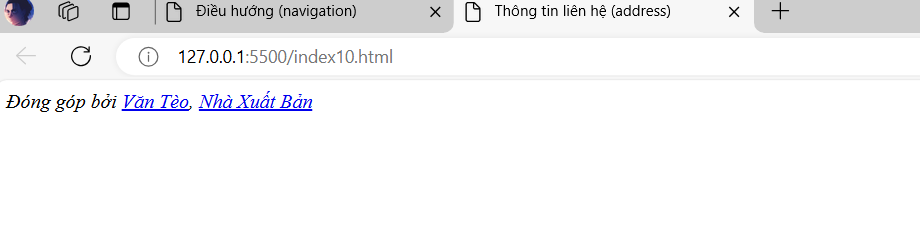 Điều hướng (navigation)
Thông tin liên hệ (address)
127.0.0.1:5500/index10.html
Đóng góp bởi Văn Tèo, Nhà Xuất Bản